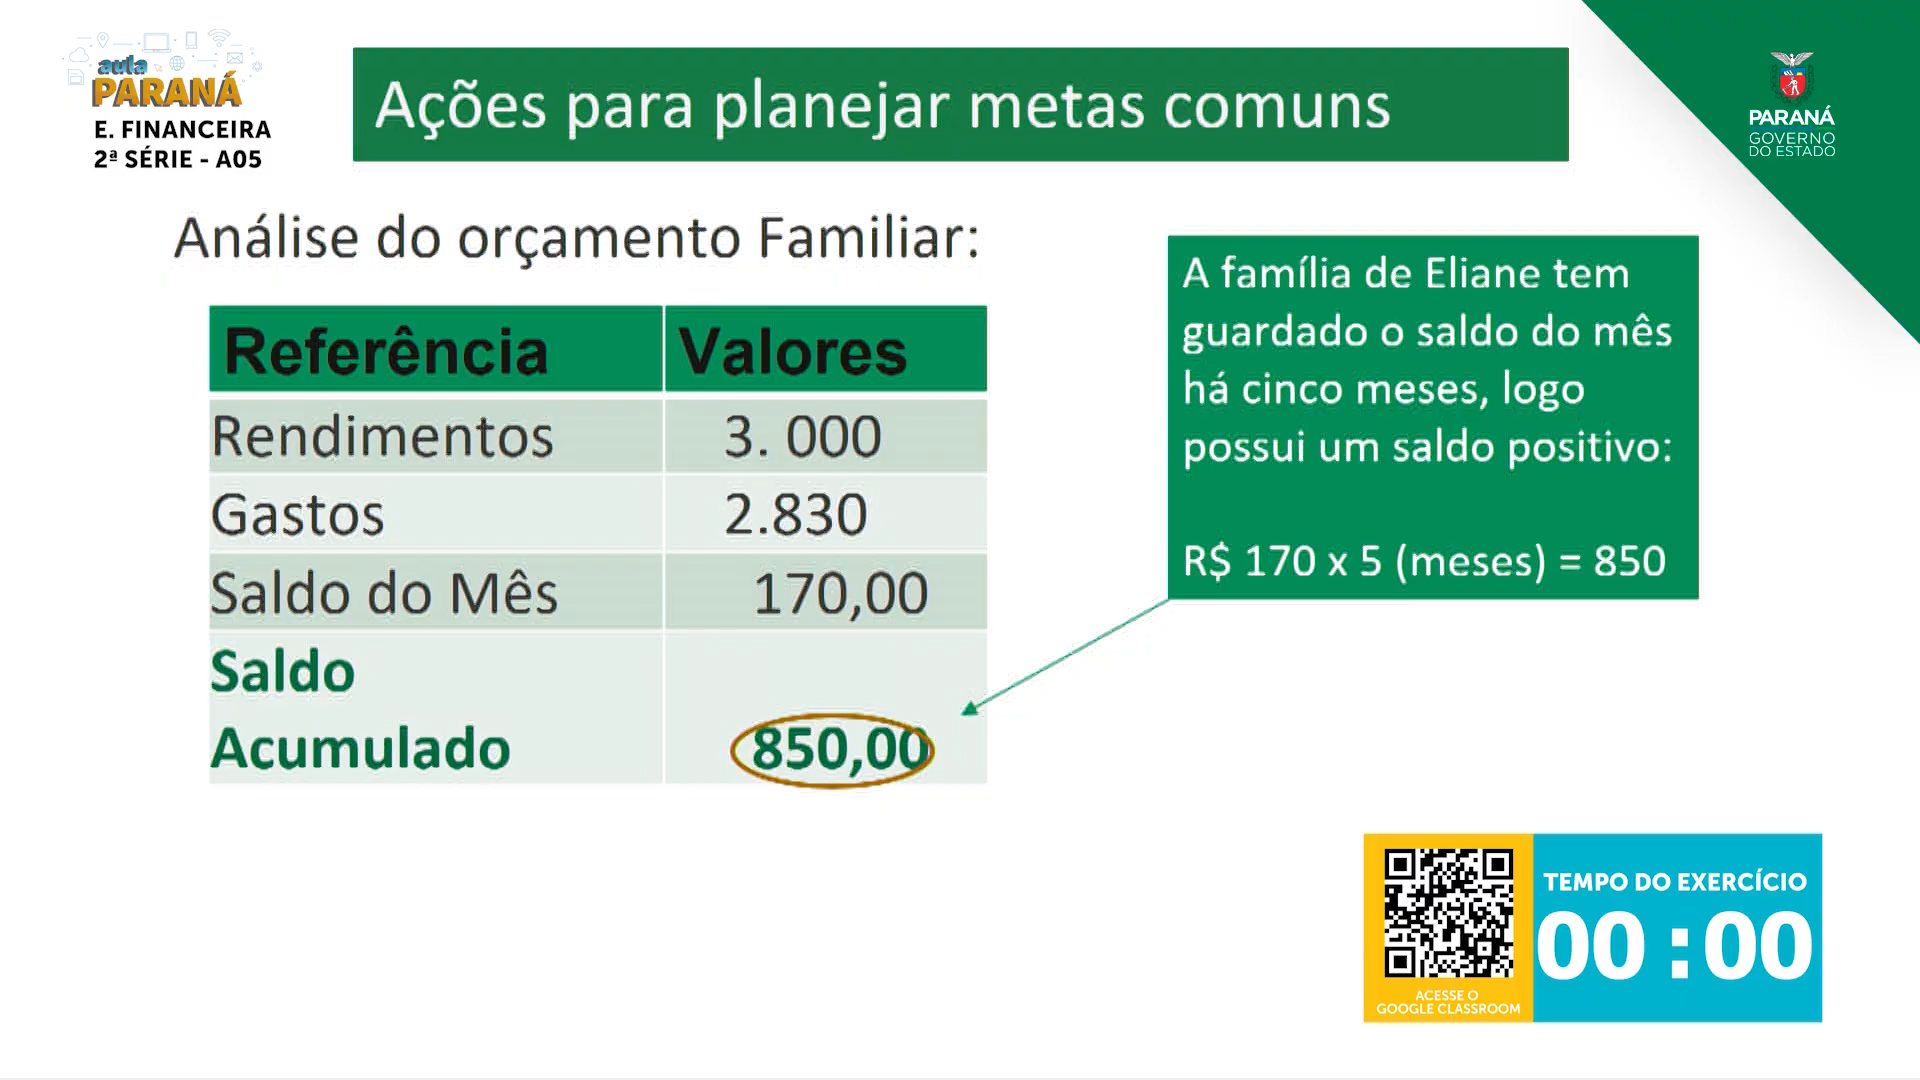 aula
PARANÁ
E. FINANCEIRA
2ª SÉRIE - A05
Ações para planejar metas comuns
PARANÁ
GOVERNO
DO ESTADO
Análise do orçamento Familiar:
Referência Valores
Rendimentos 3. 000
Gastos 2.830
Saldo do Mês 170,00
Saldo
Acumulado 850,00
A família de Eliane tem
guardado o saldo do mês
há cinco meses, logo
possui um saldo positivo:
R$ 170 x 5 (meses) = 850
TEMPO DO EXERCÍCIO
00 : 00
ACESSE O
GOOGLE CLASSROOM